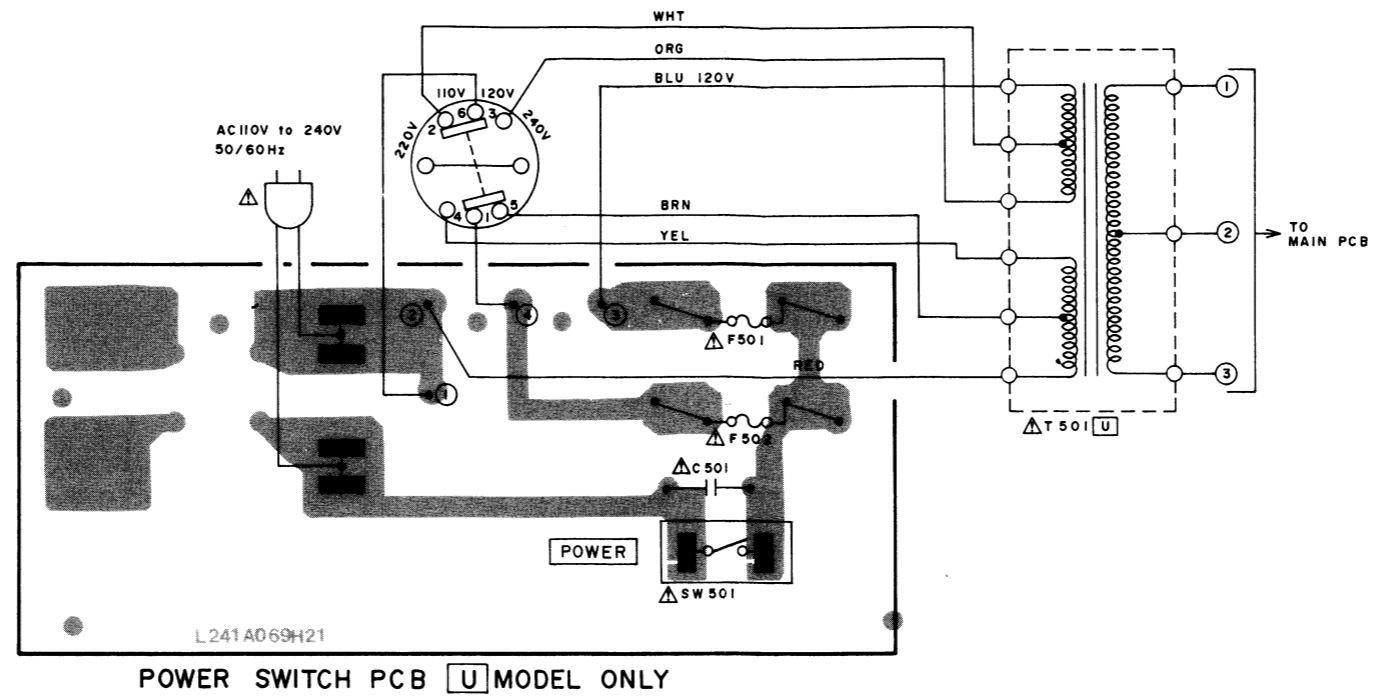 WHT
ORG
BLU 120V
110V 120V
220V
240V
2 6 3
4 1 5
AC110V to 240V
50/60Hz
BRN
YEL
①
②
③
TO
MAIN PCB
② ④ ③
F501
RED
①
F502
T501 U
C501
POWER
SW501
L241A069H21
POWER SWITCH PCB U MODEL ONLY